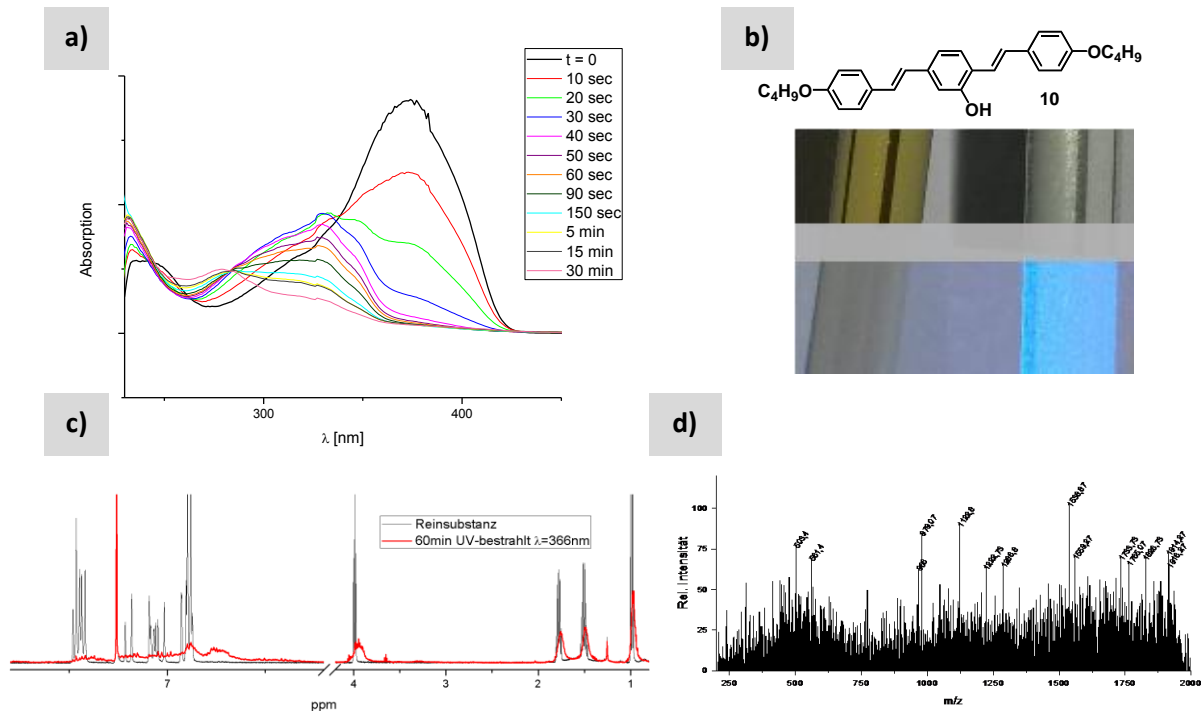 a)
t = 0
10 sec
20 sec
30 sec
40 sec
50 sec
60 sec
90 sec
150 sec
5 min
15 min
30 min
Absorption
300
400
λ [nm]
b)
OC4H9
C4H9O
OH
10
c)
Reinsubstanz
60min UV-bestrahlt λ=366nm
7
4
3
2
1
ppm
d)
Rel. Intensität
100
75
50
25
0
979,07
250
500
750
1000
1250
1500
1750
2000
m/z